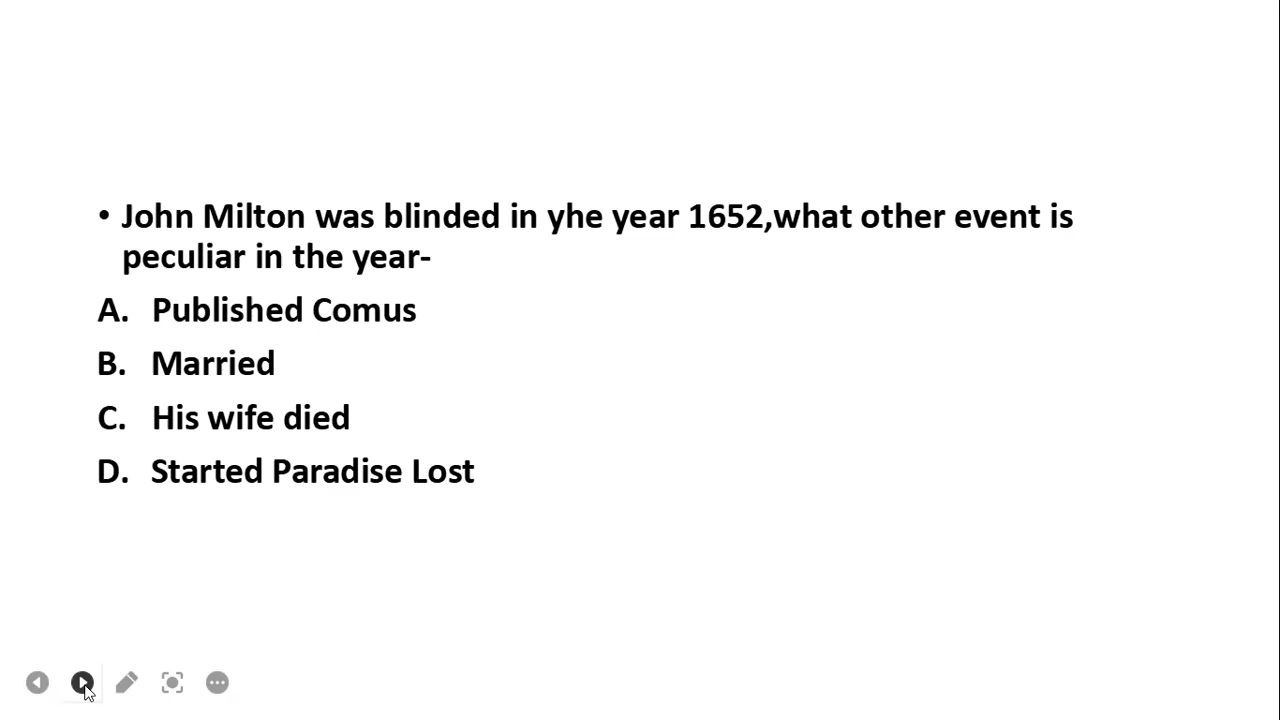 • John Milton was blinded in yhe year 1652,what other event is
peculiar in the year-
A. Published Comus
B. Married
C. His wife died
D. Started Paradise Lost